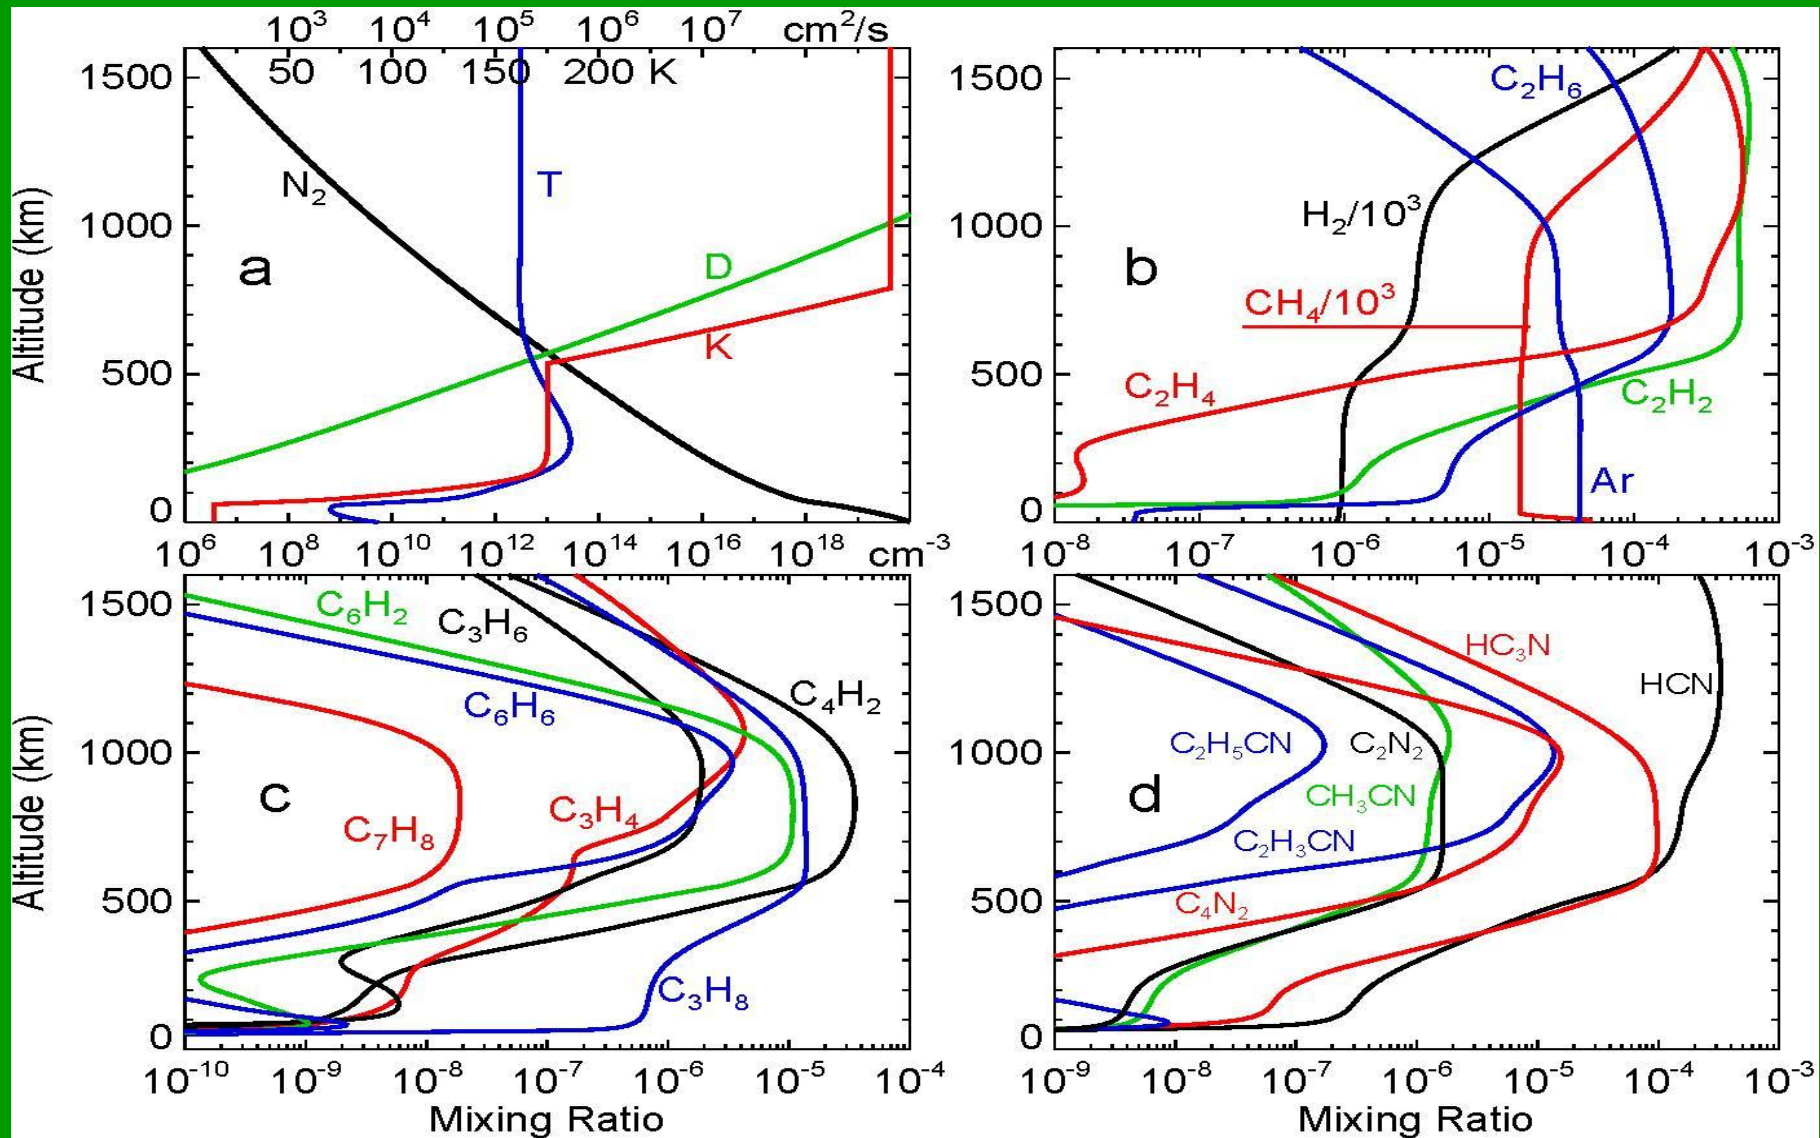 10³ 10⁴ 10⁵ 10⁶ 10⁷ cm²/s
50 100 150 200 K
1500
1000
500
0
Altitude (km)
N₂
T
D
K
a
10⁶ 10⁸ 10¹⁰ 10¹² 10¹⁴ 10¹⁶ 10¹⁸ cm⁻³
1500
1000
500
0
C₂H₆
H₂/10³
b
CH₄/10³
C₂H₄
C₂H₂
Ar
10⁻⁸ 10⁻⁷ 10⁻⁶ 10⁻⁵ 10⁻⁴ 10⁻³
1500
1000
500
0
Altitude (km)
C₆H₂
C₃H₆
C₆H₆
C₄H₂
c
C₃H₄
C₇H₈
C₃H₈
10⁻¹⁰ 10⁻⁹ 10⁻⁸ 10⁻⁷ 10⁻⁶ 10⁻⁵ 10⁻⁴
Mixing Ratio
1500
1000
500
0
HC₃N
HCN
C₂H₅CN
C₂N₂
d
CH₃CN
C₂H₃CN
C₄N₂
10⁻⁹ 10⁻⁸ 10⁻⁷ 10⁻⁶ 10⁻⁵ 10⁻⁴ 10⁻³
Mixing Ratio